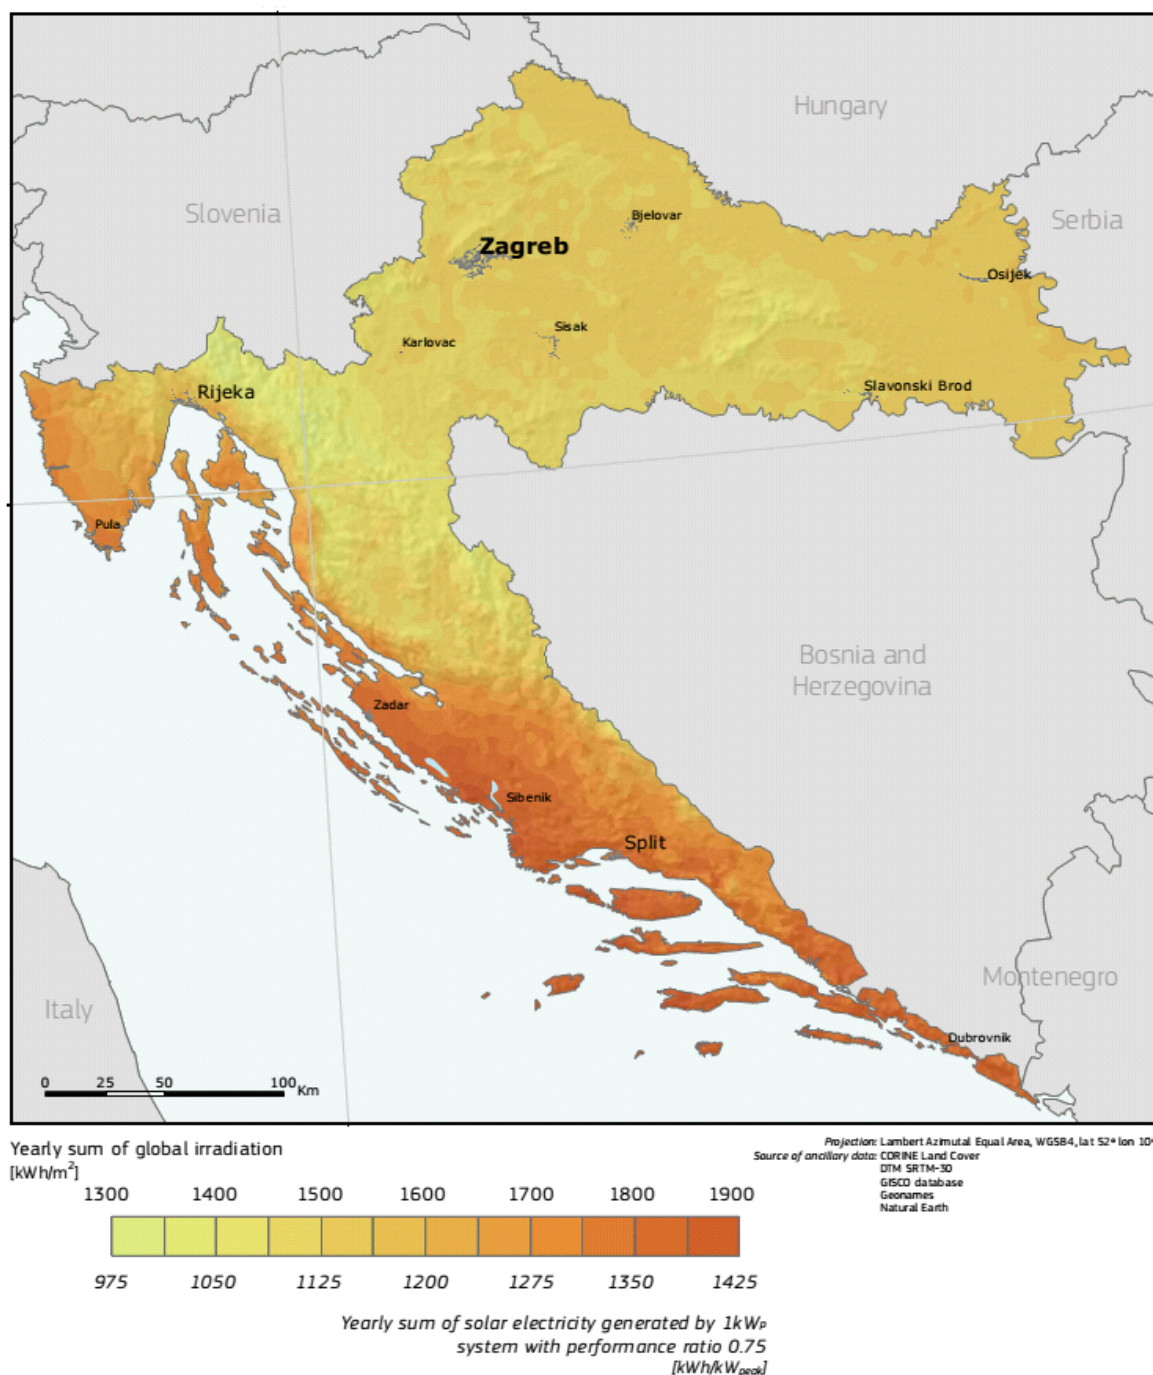 Hungary
Slovenia
Serbia
Bjelovar
Zagreb
Osijek
Sisak
Karlovac
Slavonski Brod
Rijeka
Pula
Bosnia and
Herzegovina
Zadar
Sibenik
Split
Montenegro
Italy
Dubrovnik
0 25 50 100 Km
Yearly sum of global irradiation
[kWh/m²]
1300 1400 1500 1600 1700 1800 1900
975 1050 1125 1200 1275 1350 1425
Yearly sum of solar electricity generated by 1kWp
system with performance ratio 0.75
[kWh/kWpeak]
Projection: Lambert Azimutal Equal Area, WGS84, lat 52° lon 10°
Source of ancillary data: CORINE Land Cover
DTM SRTM-30
GISCO database
Geonames
Natural Earth